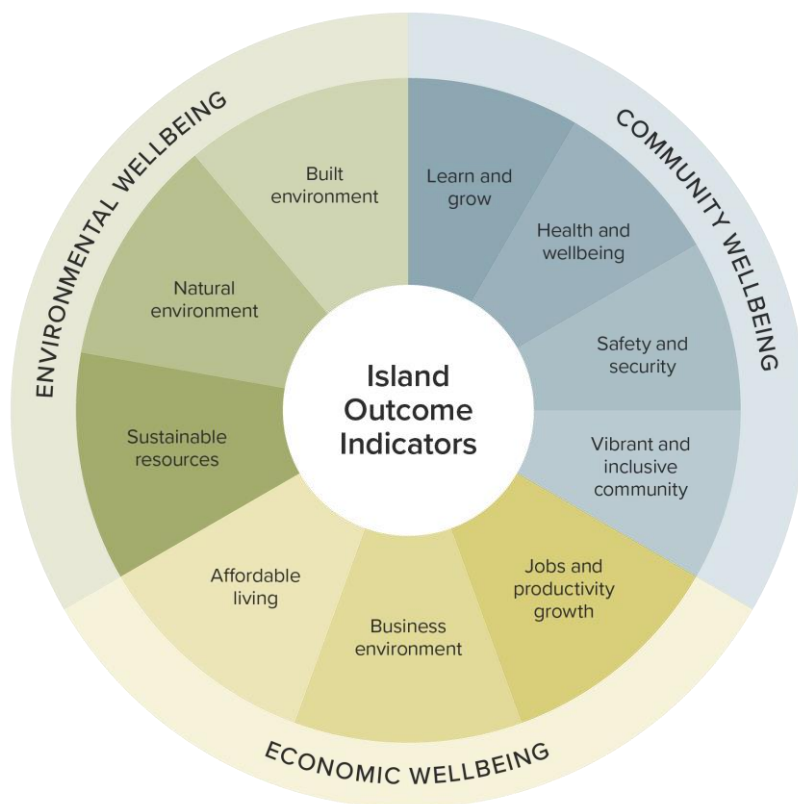 Island
Outcome
Indicators
COMMUNITY WELLBEING
Learn and
grow
Health and
wellbeing
Safety and
security
Vibrant and
inclusive
community
ECONOMIC WELLBEING
Jobs and
productivity
growth
Business
environment
Affordable
living
ENVIRONMENTAL WELLBEING
Sustainable
resources
Natural
environment
Built
environment